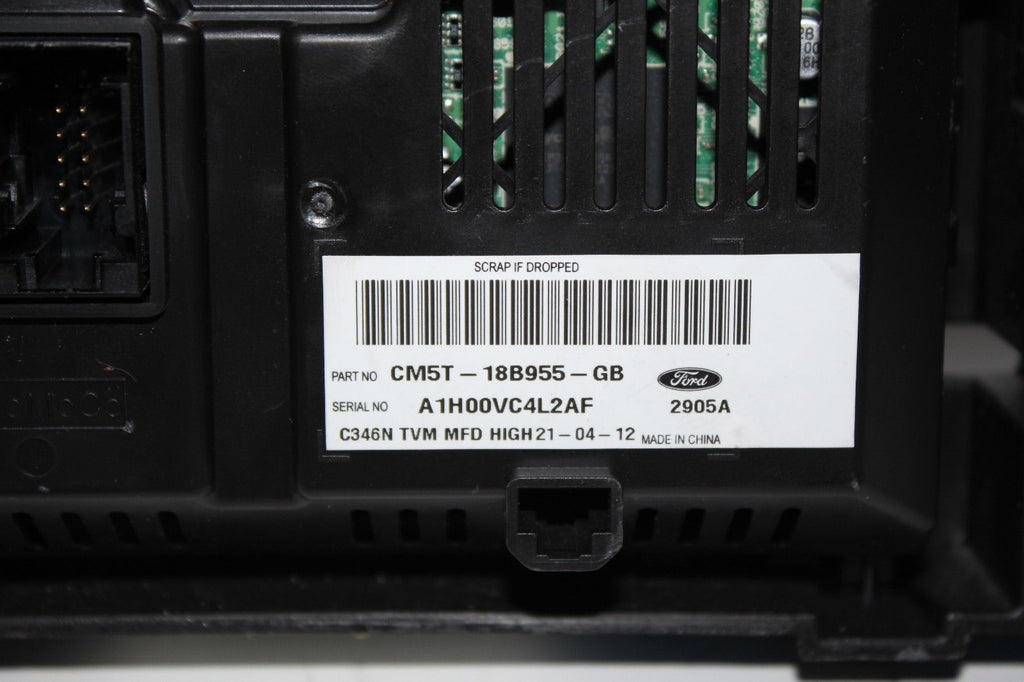 SCRAP IF DROPPED
PART NO CM5T-18B955-GB Ford
SERIAL NO A1H00VC4L2AF 2905A
C346N TVM MFD HIGH 21-04-12 MADE IN CHINA